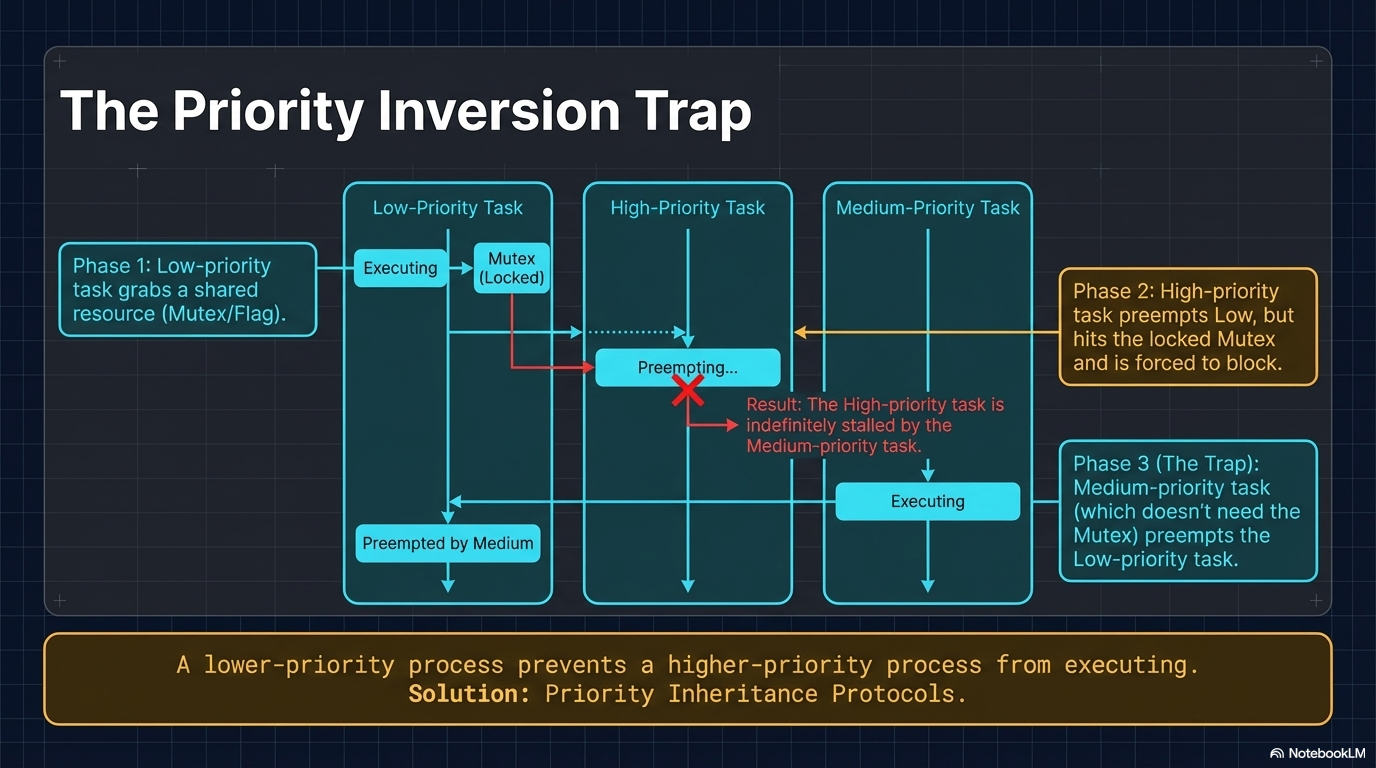 The Priority Inversion Trap
Phase 1: Low-priority
task grabs a shared
resource (Mutex/Flag).
Low-Priority Task
Executing
Mutex
(Locked)
Preempted by Medium
High-Priority Task
Preempting...
Result: The High-priority task is
indefinitely stalled by the
Medium-priority task.
Medium-Priority Task
Executing
Phase 2: High-priority
task preempts Low, but
hits the locked Mutex
and is forced to block.
Phase 3 (The Trap):
Medium-priority task
(which doesn't need the
Mutex) preempts the
Low-priority task.
A lower-priority process prevents a higher-priority process from executing.
Solution: Priority Inheritance Protocols.
NotebookLM